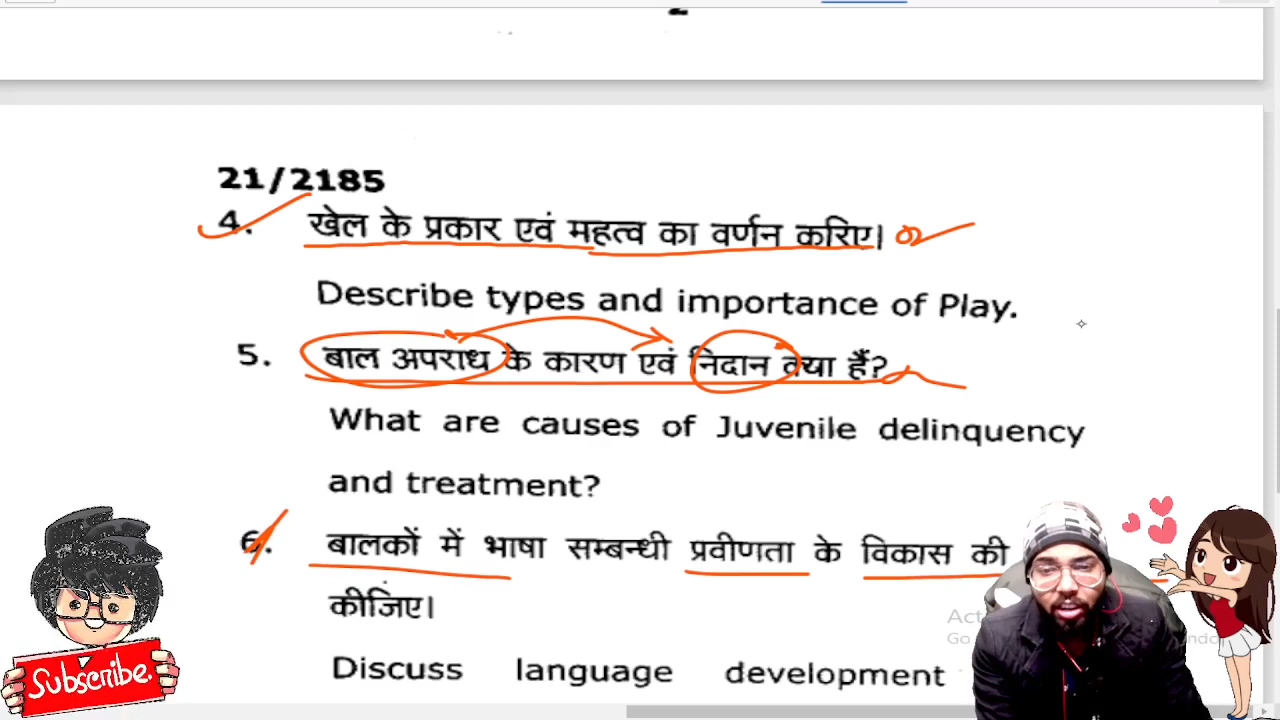 21/2185
4. खेल के प्रकार एवं महत्व का वर्णन करिए।
Describe types and importance of Play.
5. बाल अपराध के कारण एवं निदान क्या हैं?
What are causes of Juvenile delinquency
and treatment?
6. बालकों में भाषा सम्बन्धी प्रवीणता के विकास की
कीजिए।
Discuss language development
Subscribe.